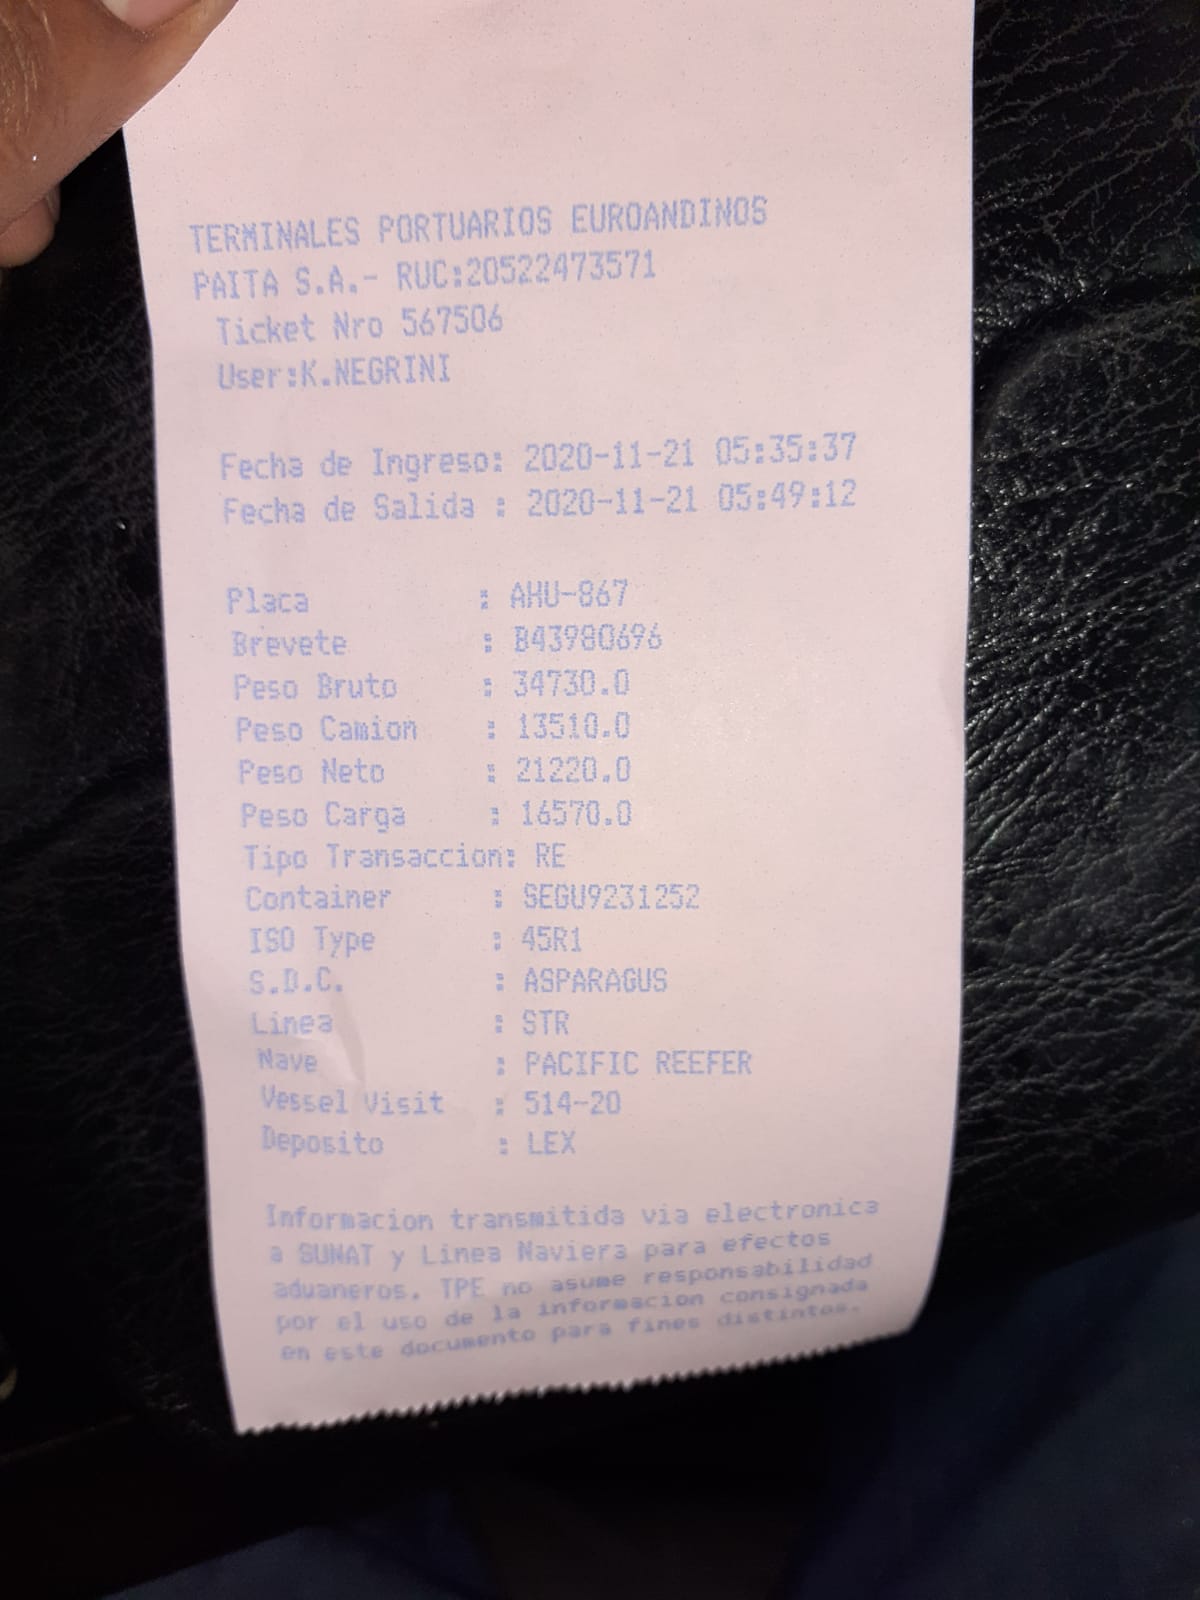 TERMINALES PORTUARIOS EUROANDINOS
PAITA S.A.- RUC:20522473571
Ticket Nro 567506
User:K.NEGRINI
Fecha de Ingreso: 2020-11-21 05:35:37
Fecha de Salida : 2020-11-21 05:49:12
Placa : AHU-867
Brevete : B43980696
Peso Bruto : 34730.0
Peso Camion : 13510.0
Peso Neto : 21220.0
Peso Carga : 16570.0
Tipo Transaccion: RE
Container : SEGU9231252
ISO Type : 45R1
S.D.C. : ASPARAGUS
Linea : STR
Nave : PACIFIC REEFER
Vessel Visit : 514-20
Deposito : LEX
Informacion transmitida via electronica
a SUNAT y Linea Naviera para efectos
aduaneros. TPE no asume responsabilidad
por el uso de la informacion consignada
en este documento para fines distintos.